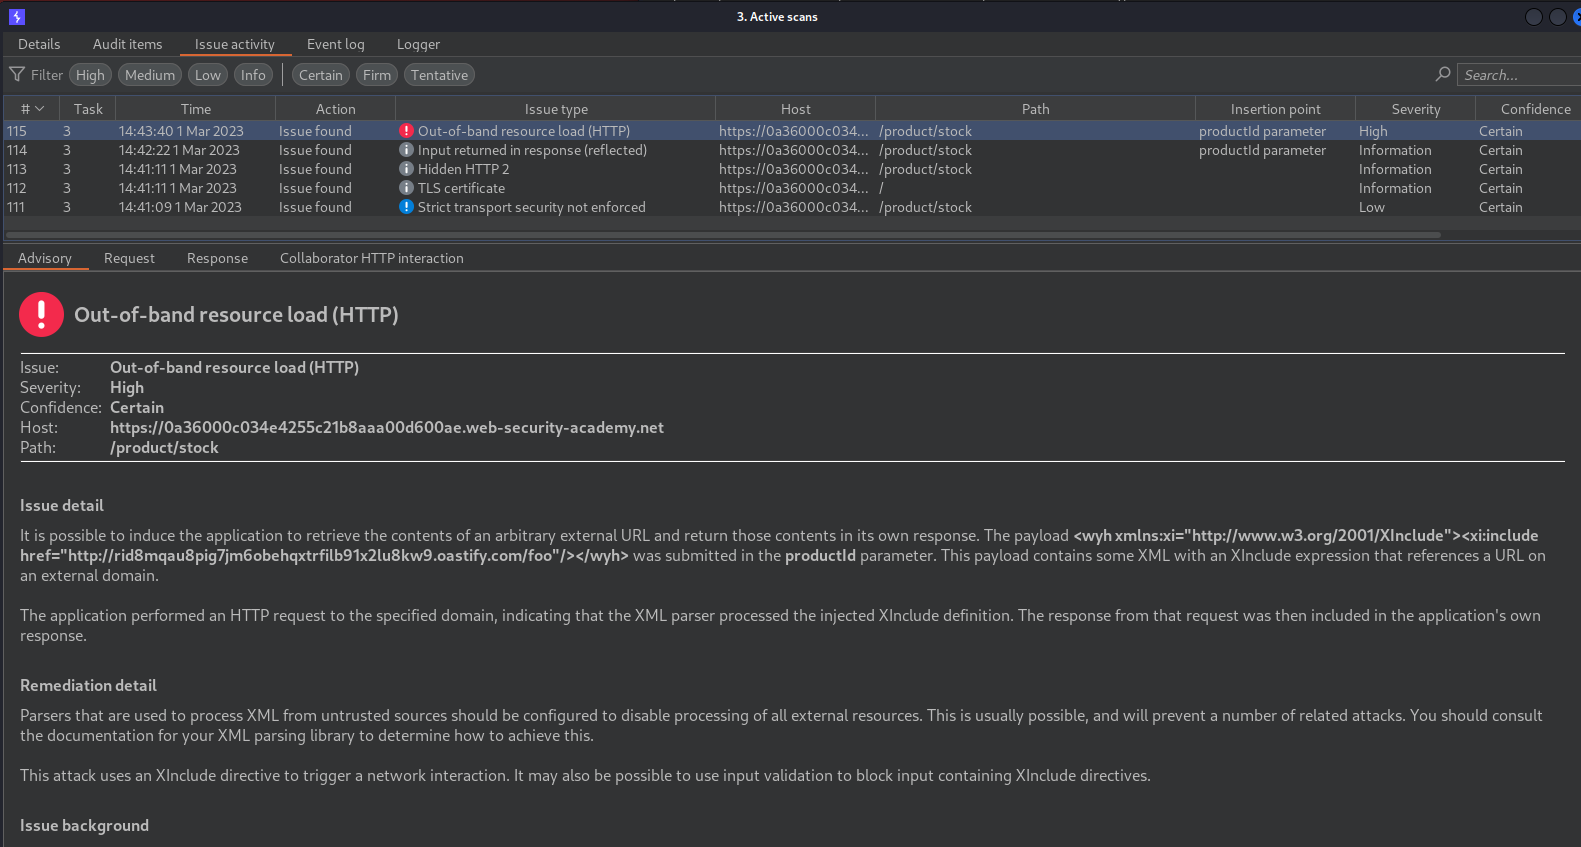 3. Active scans
Details Audit items Issue activity Event log Logger
Filter High Medium Low Info Certain Firm Tentative Search...
# Task Time Action Issue type Host Path Insertion point Severity Confidence
115 3 14:43:40 1 Mar 2023 Issue found Out-of-band resource load (HTTP) https://0a36000c034... /product/stock productId parameter High Certain
114 3 14:42:22 1 Mar 2023 Issue found Input returned in response (reflected) https://0a36000c034... /product/stock productId parameter Information Certain
113 3 14:41:11 1 Mar 2023 Issue found Hidden HTTP 2 https://0a36000c034... /product/stock Information Certain
112 3 14:41:11 1 Mar 2023 Issue found TLS certificate https://0a36000c034... / Information Certain
111 3 14:41:09 1 Mar 2023 Issue found Strict transport security not enforced https://0a36000c034... /product/stock Low Certain
Advisory Request Response Collaborator HTTP interaction
Out-of-band resource load (HTTP)
Issue: Out-of-band resource load (HTTP)
Severity: High
Confidence: Certain
Host: https://0a36000c034e4255c21b8aaa00d600ae.web-security-academy.net
Path: /product/stock
Issue detail
It is possible to induce the application to retrieve the contents of an arbitrary external URL and return those contents in its own response. The payload <wyh xmlns:xi="http://www.w3.org/2001/XInclude"><xi:include
href="http://rid8mqau8pig7jm6obehqxtrfilb91x2lu8kw9.oastify.com/foo"/></wyh> was submitted in the productId parameter. This payload contains some XML with an XInclude expression that references a URL on
an external domain.
The application performed an HTTP request to the specified domain, indicating that the XML parser processed the injected XInclude definition. The response from that request was then included in the application's own
response.
Remediation detail
Parsers that are used to process XML from untrusted sources should be configured to disable processing of all external resources. This is usually possible, and will prevent a number of related attacks. You should consult
the documentation for your XML parsing library to determine how to achieve this.
This attack uses an XInclude directive to trigger a network interaction. It may also be possible to use input validation to block input containing XInclude directives.
Issue background